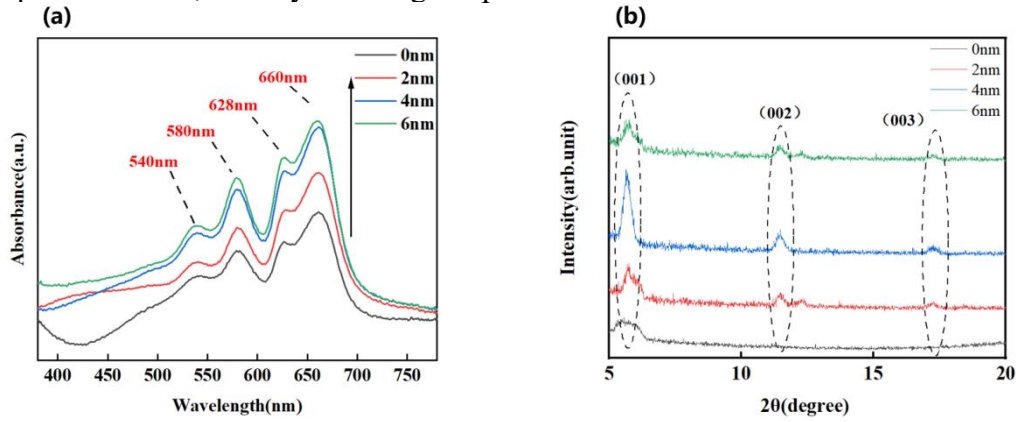 (a)
0nm
2nm
4nm
6nm
660nm
628nm
580nm
540nm
Absorbance(a.u.)
400
450
500
550
600
650
700
750
Wavelength(nm)
(b)
0nm
2nm
4nm
6nm
（001）
（002）
（003）
Intensity(arb.unit)
5
10
15
20
2θ(degree)